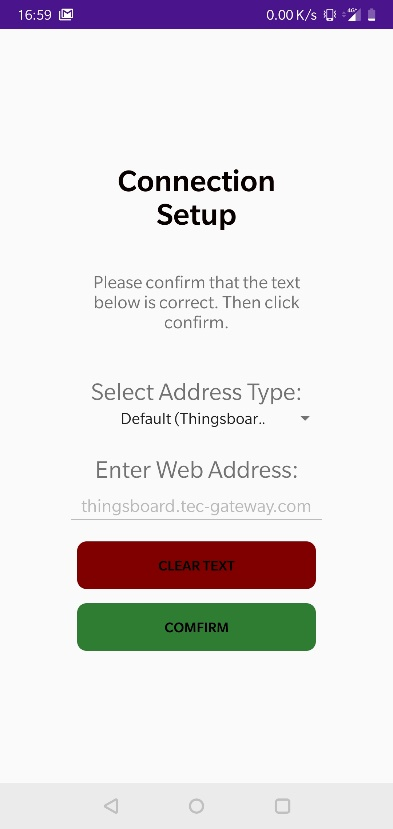 16:59 0.00 K/s 4G+
Connection
Setup
Please confirm that the text
below is correct. Then click
confirm.
Select Address Type:
Default (Thingsboar..
Enter Web Address:
thingsboard.tec-gateway.com
CLEAR TEXT
COMFIRM